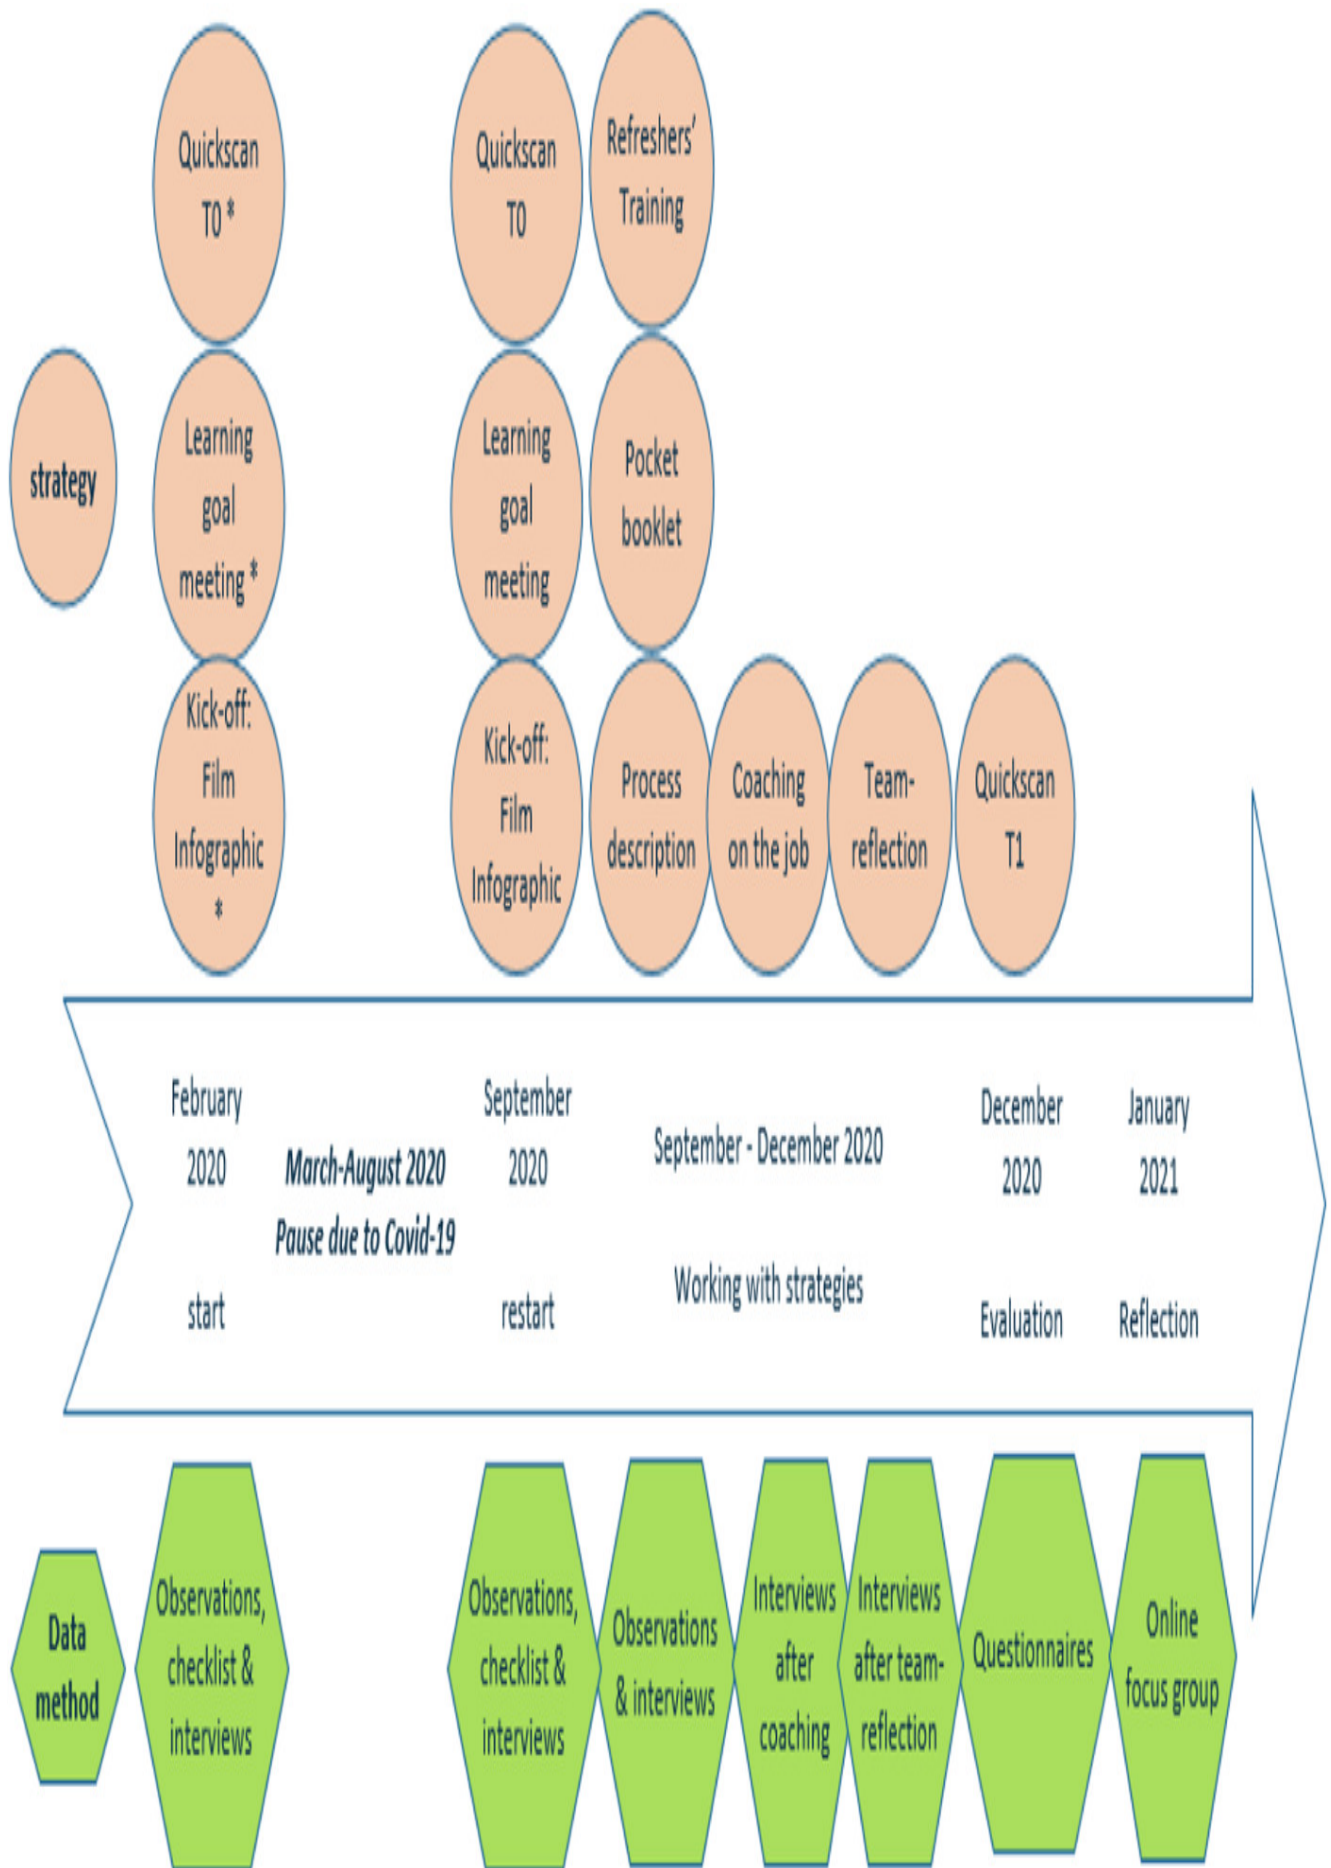 Quickscan
T0 *
Quickscan
T0
Refreshers'
Training
strategy
Learning
goal
meeting *
Learning
goal
meeting
Pocket
booklet
Kick-off:
Film
Infographic
*
Kick-off:
Film
Infographic
Process
description
Coaching
on the job
Team-
reflection
Quickscan
T1
February
2020
start
March-August 2020
Pause due to Covid-19
September
2020
restart
September - December 2020
Working with strategies
December
2020
Evaluation
January
2021
Reflection
Data
method
Observations,
checklist &
interviews
Observations,
checklist &
interviews
Observations
& interviews
Interviews
after
coaching
Interviews
after team-
reflection
Questionnaires
Online
focus group